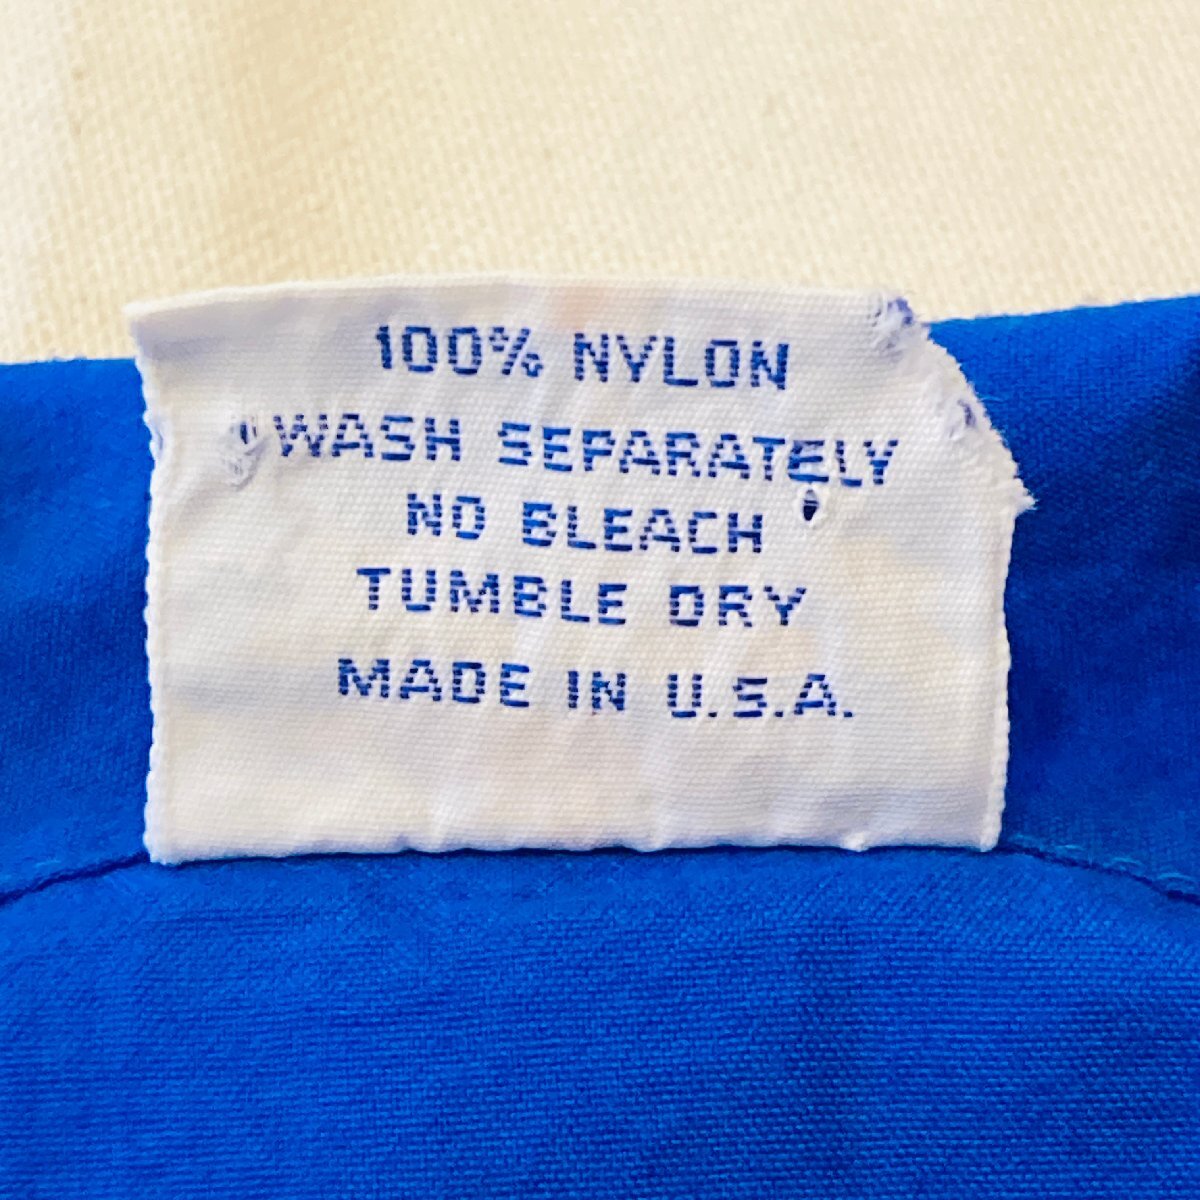 100% NYLON
WASH SEPARATELY
NO BLEACH
TUMBLE DRY
MADE IN U.S.A.